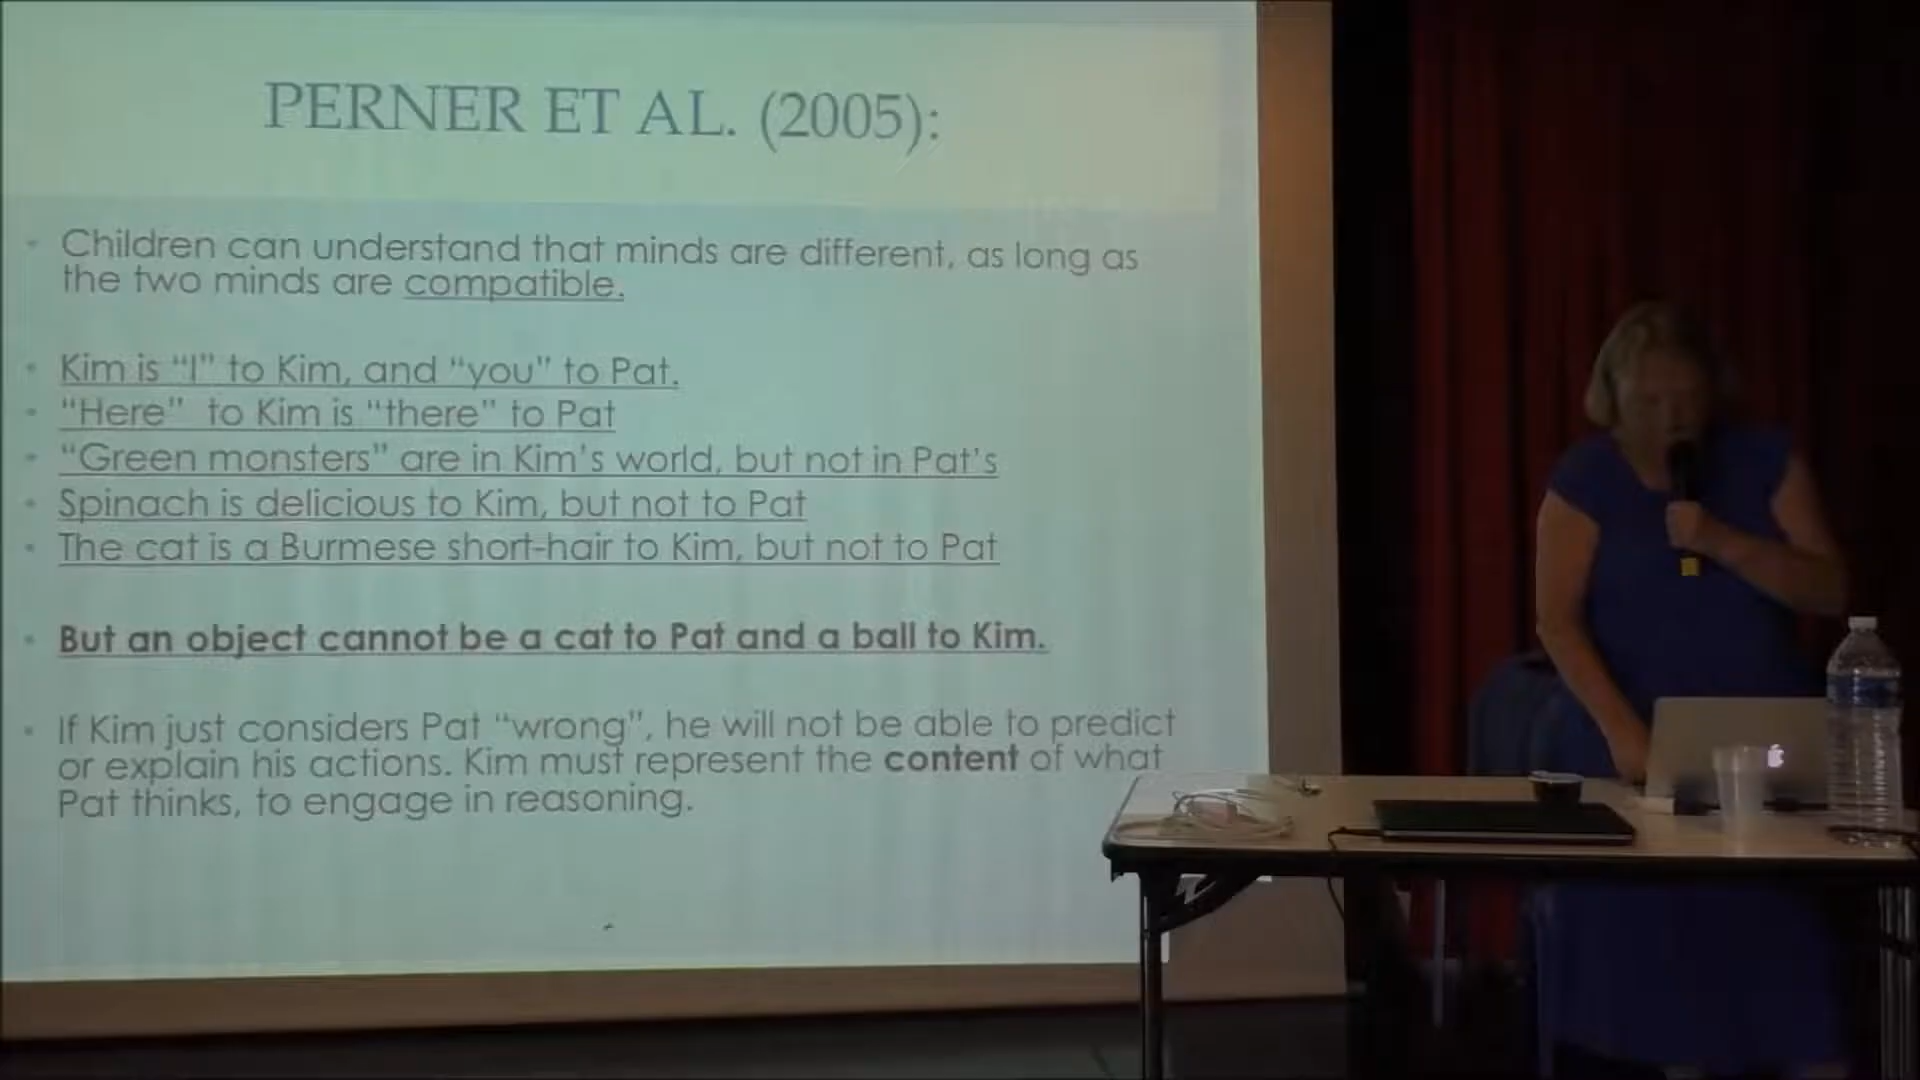 PERNER ET AL. (2005):
• Children can understand that minds are different, as long as
the two minds are compatible.
• Kim is “I” to Kim, and “you” to Pat.
• “Here” to Kim is “there” to Pat
• “Green monsters” are in Kim’s world, but not in Pat’s
• Spinach is delicious to Kim, but not to Pat
• The cat is a Burmese short-hair to Kim, but not to Pat
• But an object cannot be a cat to Pat and a ball to Kim.
• If Kim just considers Pat “wrong”, he will not be able to predict
or explain his actions. Kim must represent the content of what
Pat thinks, to engage in reasoning.